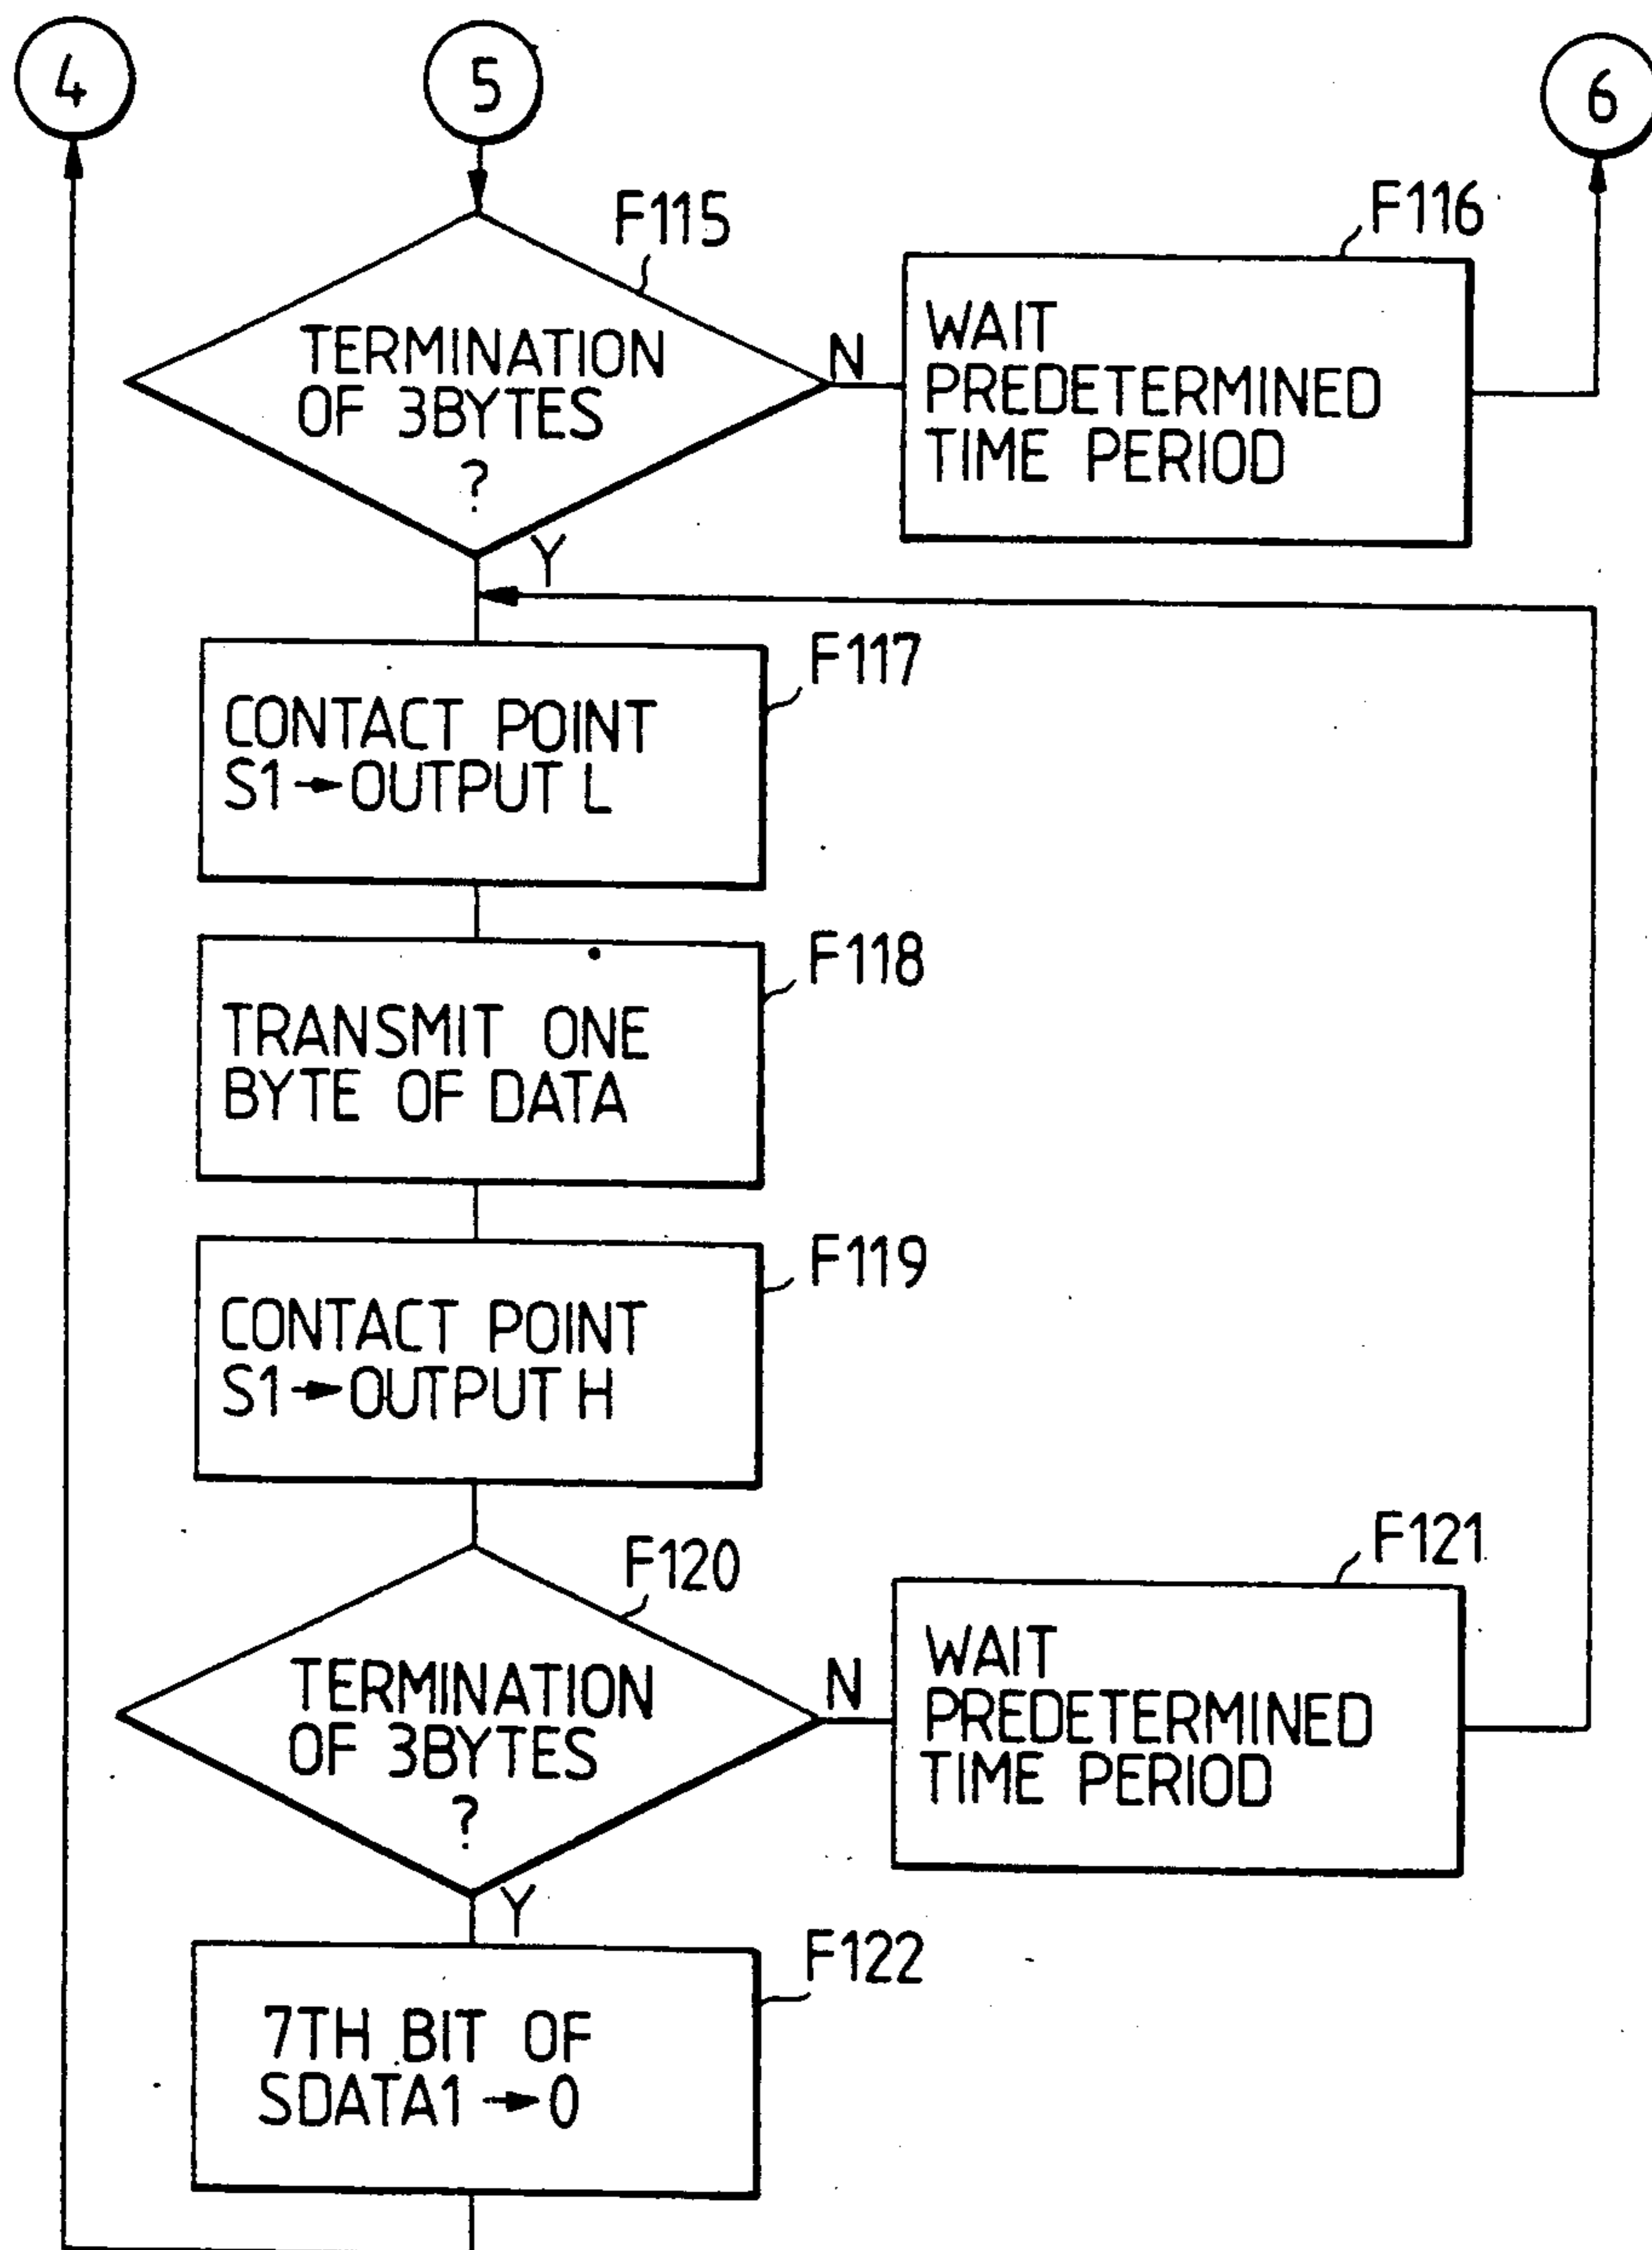 4
5
6
F115
TERMINATION
OF 3BYTES
?
N
Y
F116
WAIT
PREDETERMINED
TIME PERIOD
F117
CONTACT POINT
S1→OUTPUT L
F118
TRANSMIT ONE
BYTE OF DATA
F119
CONTACT POINT
S1→OUTPUT H
F120
TERMINATION
OF 3BYTES
?
N
Y
F121
WAIT
PREDETERMINED
TIME PERIOD
F122
7TH BIT OF
SDATA1→0